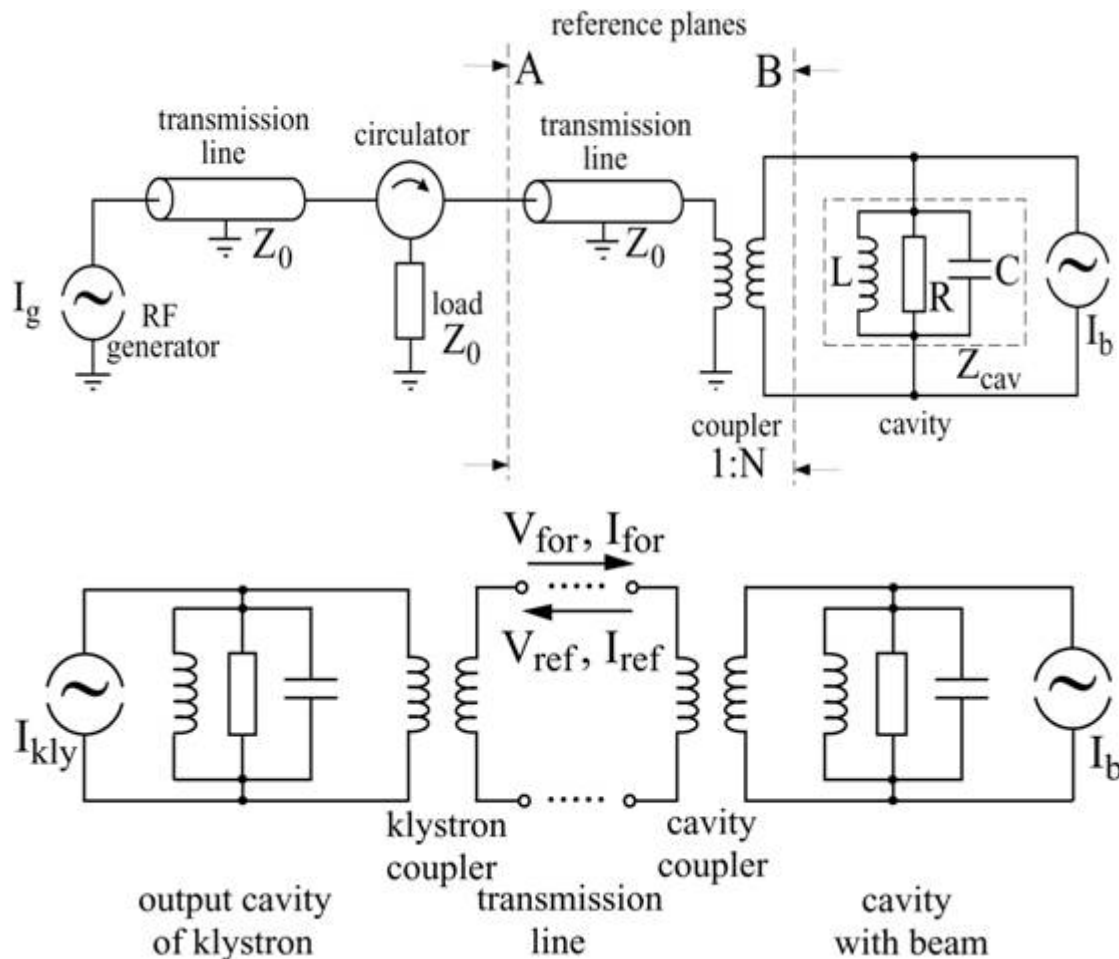 reference planes
A
B
transmission
line
circulator
transmission
line
Z0
Z0
Ig
RF
generator
load
Z0
L
R
C
Ib
Zcav
coupler
1:N
cavity
Vfor, Ifor
Vref, Iref
Ikly
Ib
klystron
coupler
cavity
coupler
output cavity
of klystron
transmission
line
cavity
with beam